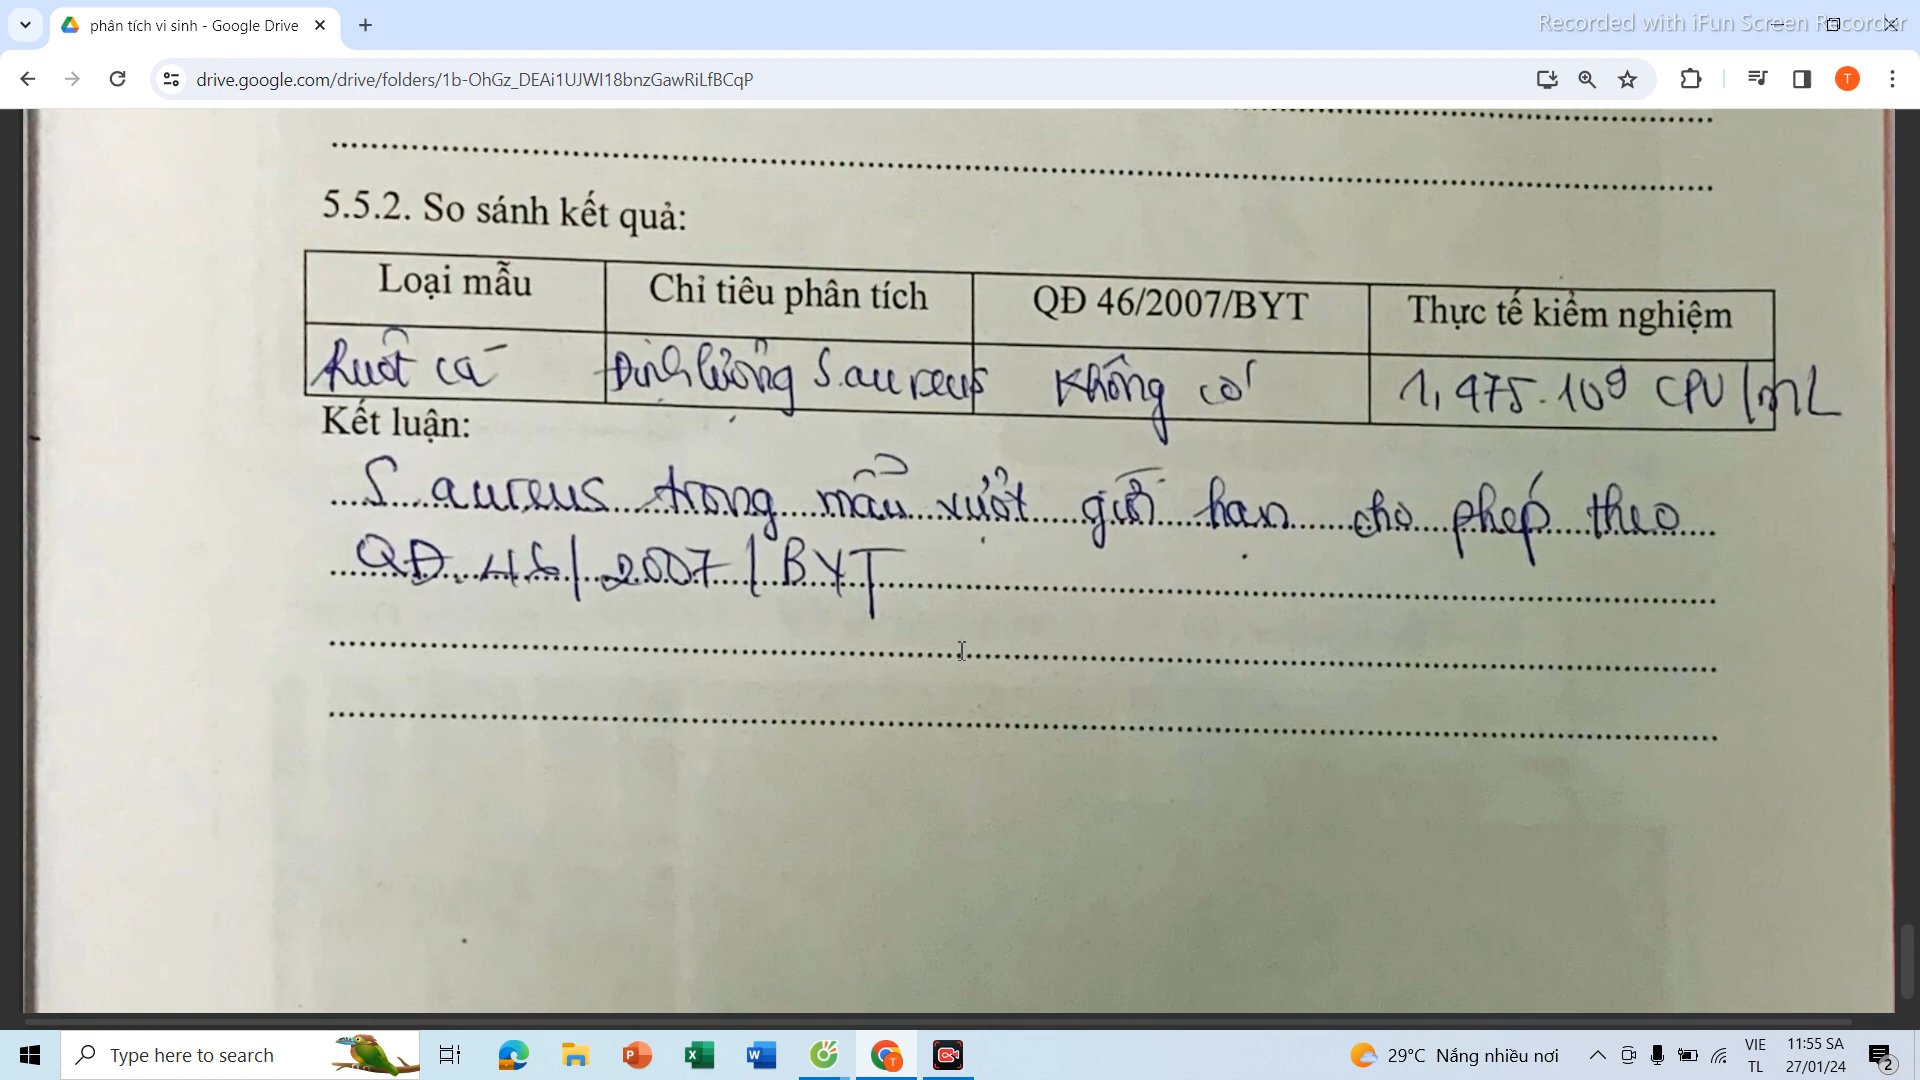 phân tích vi sinh - Google Drive
Recorded with iFun Screen Recorder
drive.google.com/drive/folders/1b-OhGz_DEAi1UJWI18bnzGawRiLfBCqP
T
5.5.2. So sánh kết quả:
Loại mẫu Chỉ tiêu phân tích QĐ 46/2007/BYT Thực tế kiểm nghiệm
Ruốt cá Định lượng S.aureus Không có 1,475.10⁹ CPU/mL
Kết luận:
S.aureus trong mẫu vượt giới hạn cho phép theo
QĐ.46/2007/BYT
Type here to search
29°C Nắng nhiều nơi
VIE
TL
11:55 SA
27/01/24
2